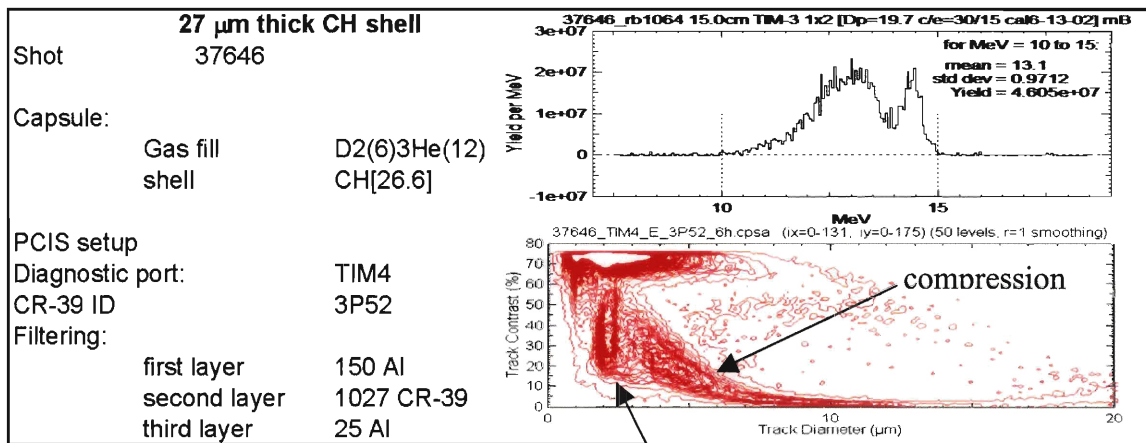 27 μm thick CH shell
Shot 37646
Capsule:
Gas fill D2(6)3He(12)
shell CH[26.6]
PCIS setup
Diagnostic port: TIM4
CR-39 ID 3P52
Filtering:
first layer 150 Al
second layer 1027 CR-39
third layer 25 Al
37646_rb1064 15.0cm TIM-3 1x2 [Dp=19.7 c/e=30/15 cal6-13-02] mB
for MeV = 10 to 15:
mean = 13.1
std dev = 0.9712
Yield = 4.605e+07
Yield per MeV
3e+07
2e+07
1e+07
0
-1e+07
10
15
MeV
37646_TIM4_E_3P52_6h.cpsa (ix=0-131, iy=0-175) (50 levels, r=1 smoothing)
Track Contrast (%)
80
70
60
50
40
30
20
10
0
compression
0
10
20
Track Diameter (μm)